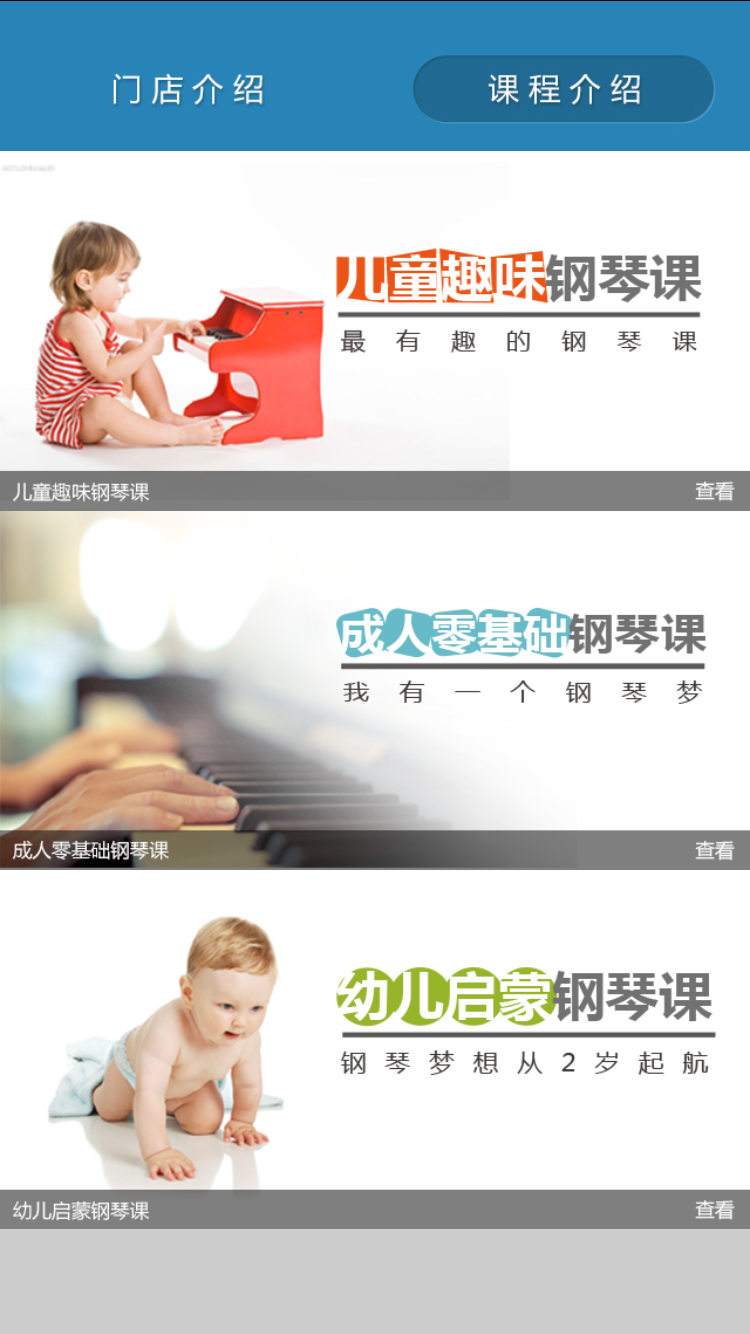 门店介绍
课程介绍
儿童趣味钢琴课
最有趣的钢琴课
儿童趣味钢琴课
查看
成人零基础钢琴课
我有一个钢琴梦
成人零基础钢琴课
查看
幼儿启蒙钢琴课
钢琴梦想从2岁起航
幼儿启蒙钢琴课
查看